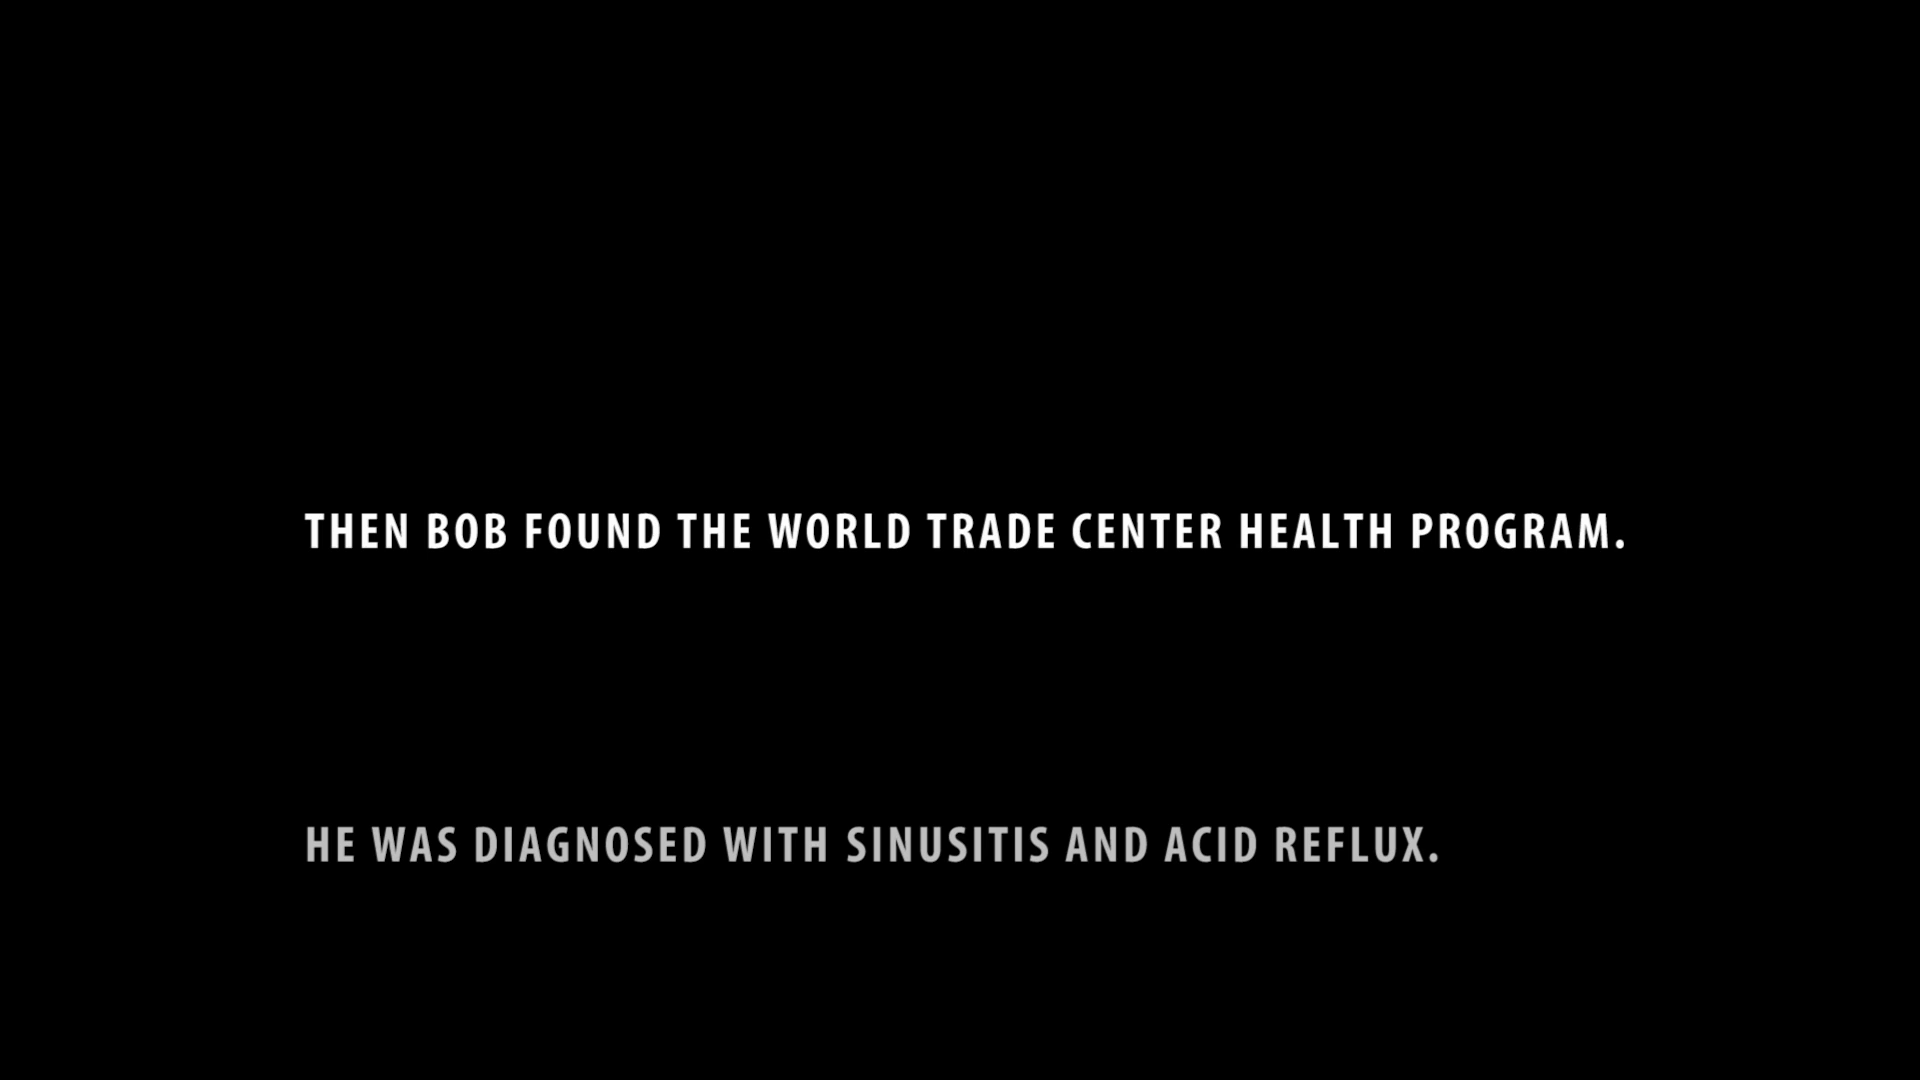 THEN BOB FOUND THE WORLD TRADE CENTER HEALTH PROGRAM.
HE WAS DIAGNOSED WITH SINUSITIS AND ACID REFLUX.